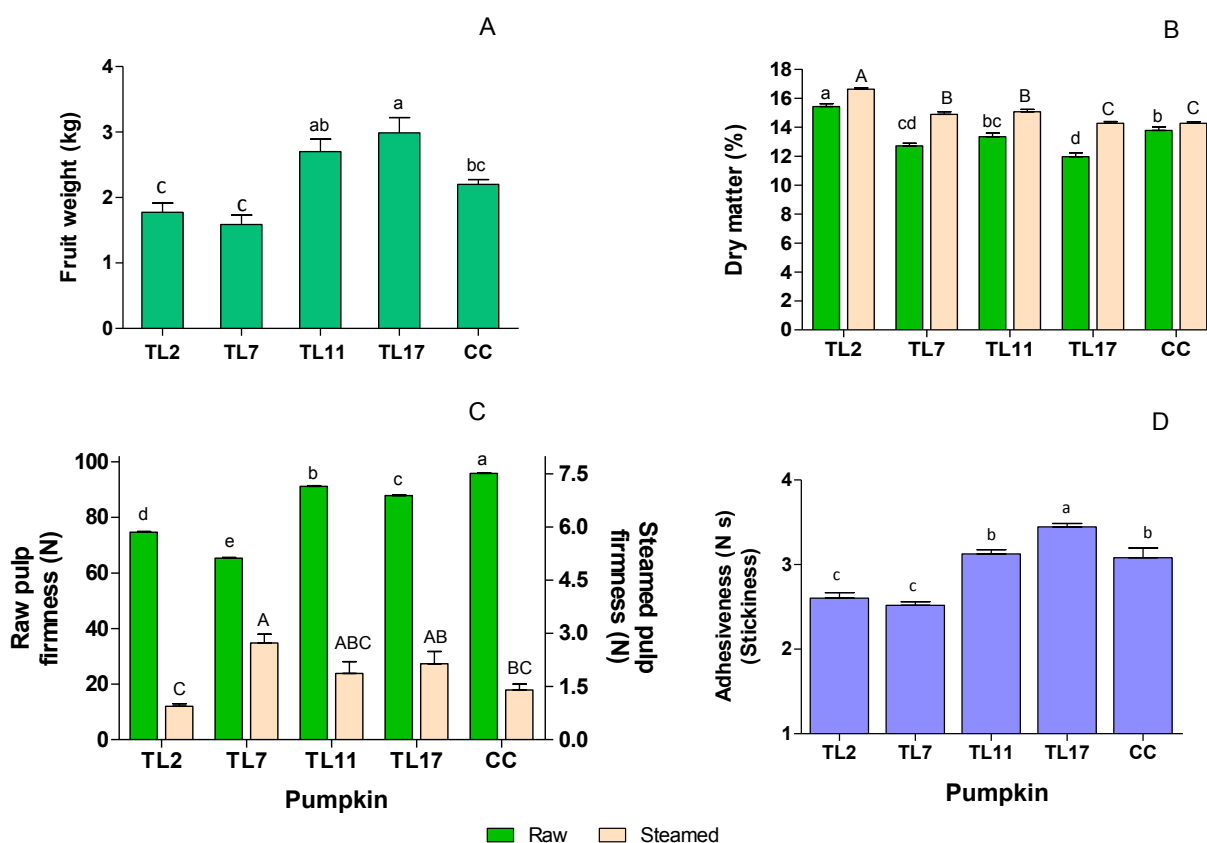 A
Fruit weight (kg)
4
3
2
1
0
c
c
ab
a
bc
TL2 TL7 TL11 TL17 CC
B
Dry matter (%)
18
16
14
12
10
8
6
4
2
0
a A
cd B
bc B
d C
b C
TL2 TL7 TL11 TL17 CC
C
Raw pulp
firmness (N)
100
80
60
40
20
0
d C
e A
b ABC
c AB
a BC
7.5
6.0
4.5
3.0
1.5
0.0
Steamed pulp
firmness (N)
TL2 TL7 TL11 TL17 CC
Pumpkin
D
Adhesiveness (N s)
(Stickiness)
4
3
2
1
c
c
b
a
b
TL2 TL7 TL11 TL17 CC
Pumpkin
Raw Steamed